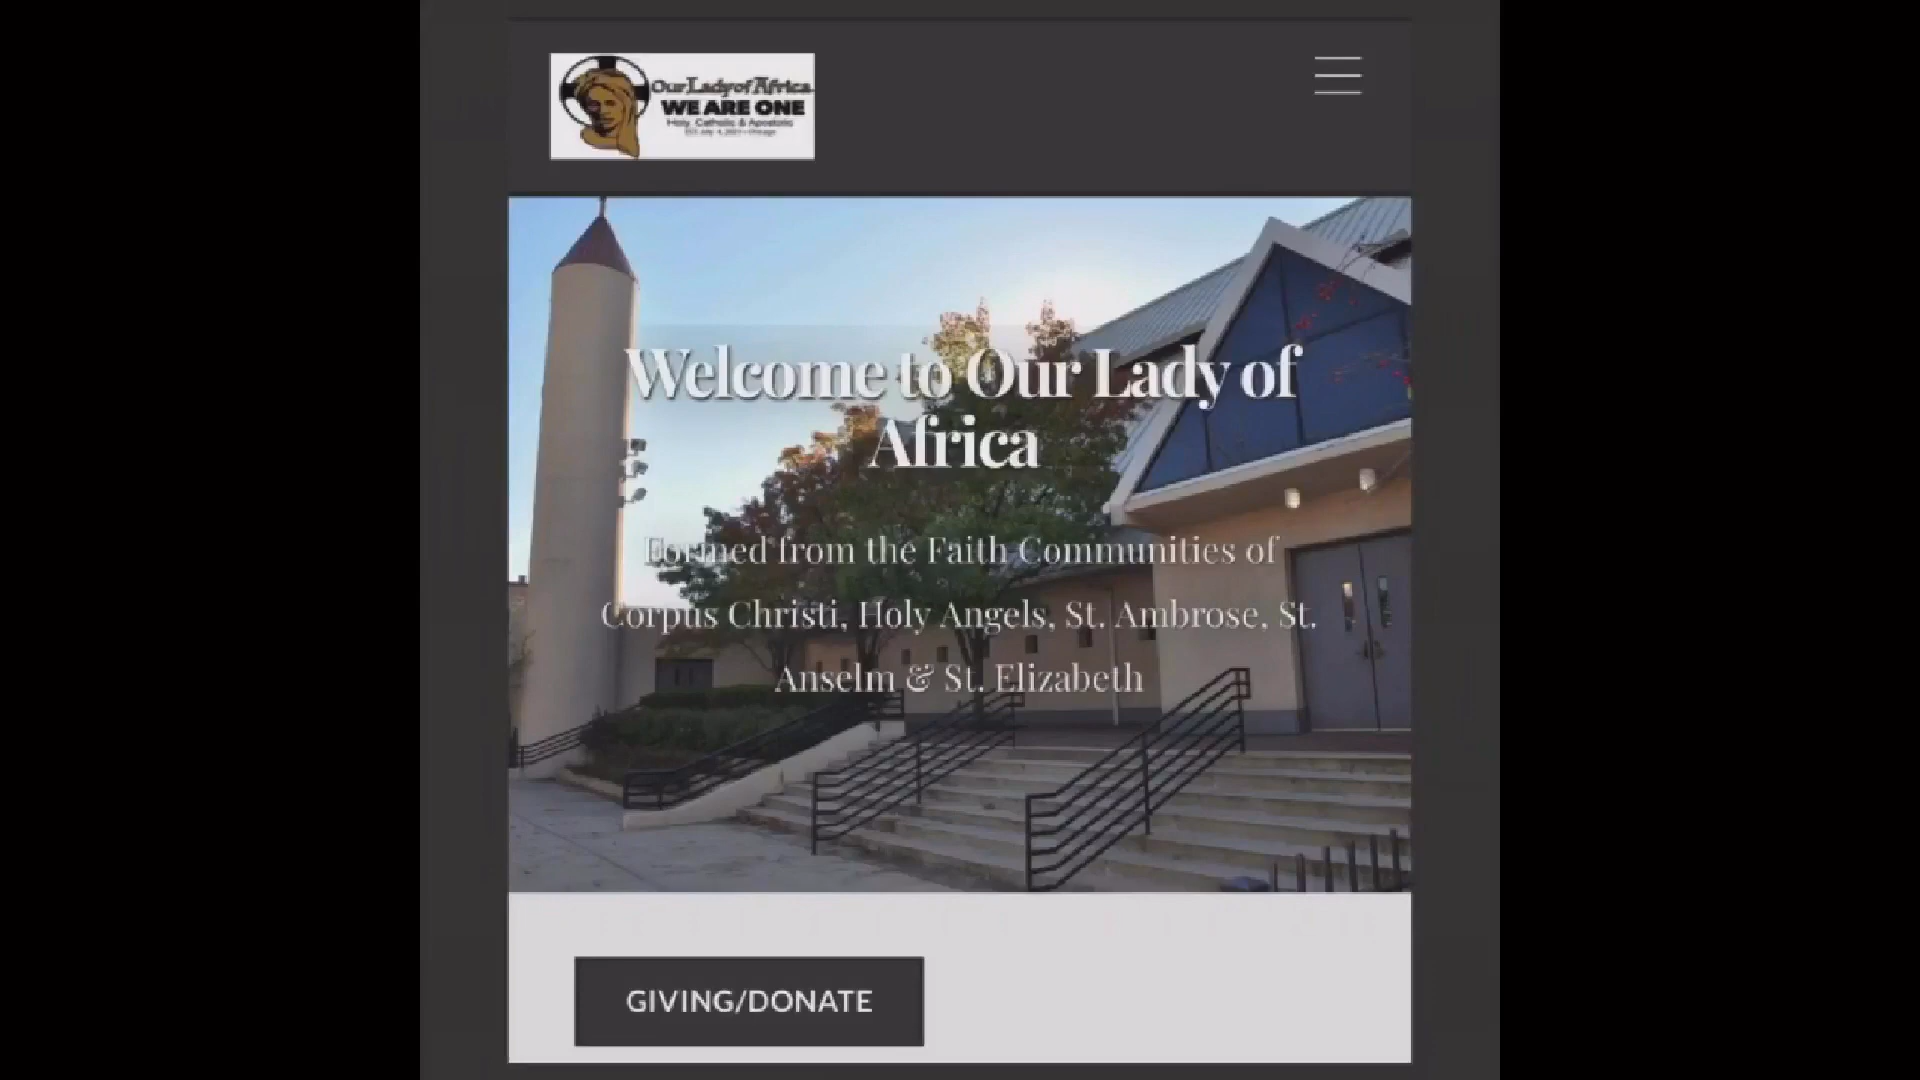 Our Lady of Africa
WE ARE ONE
Holy, Catholic & Apostolic
Welcome to Our Lady of
Africa
Formed from the Faith Communities of
Corpus Christi, Holy Angels, St. Ambrose, St.
Anselm & St. Elizabeth
GIVING/DONATE